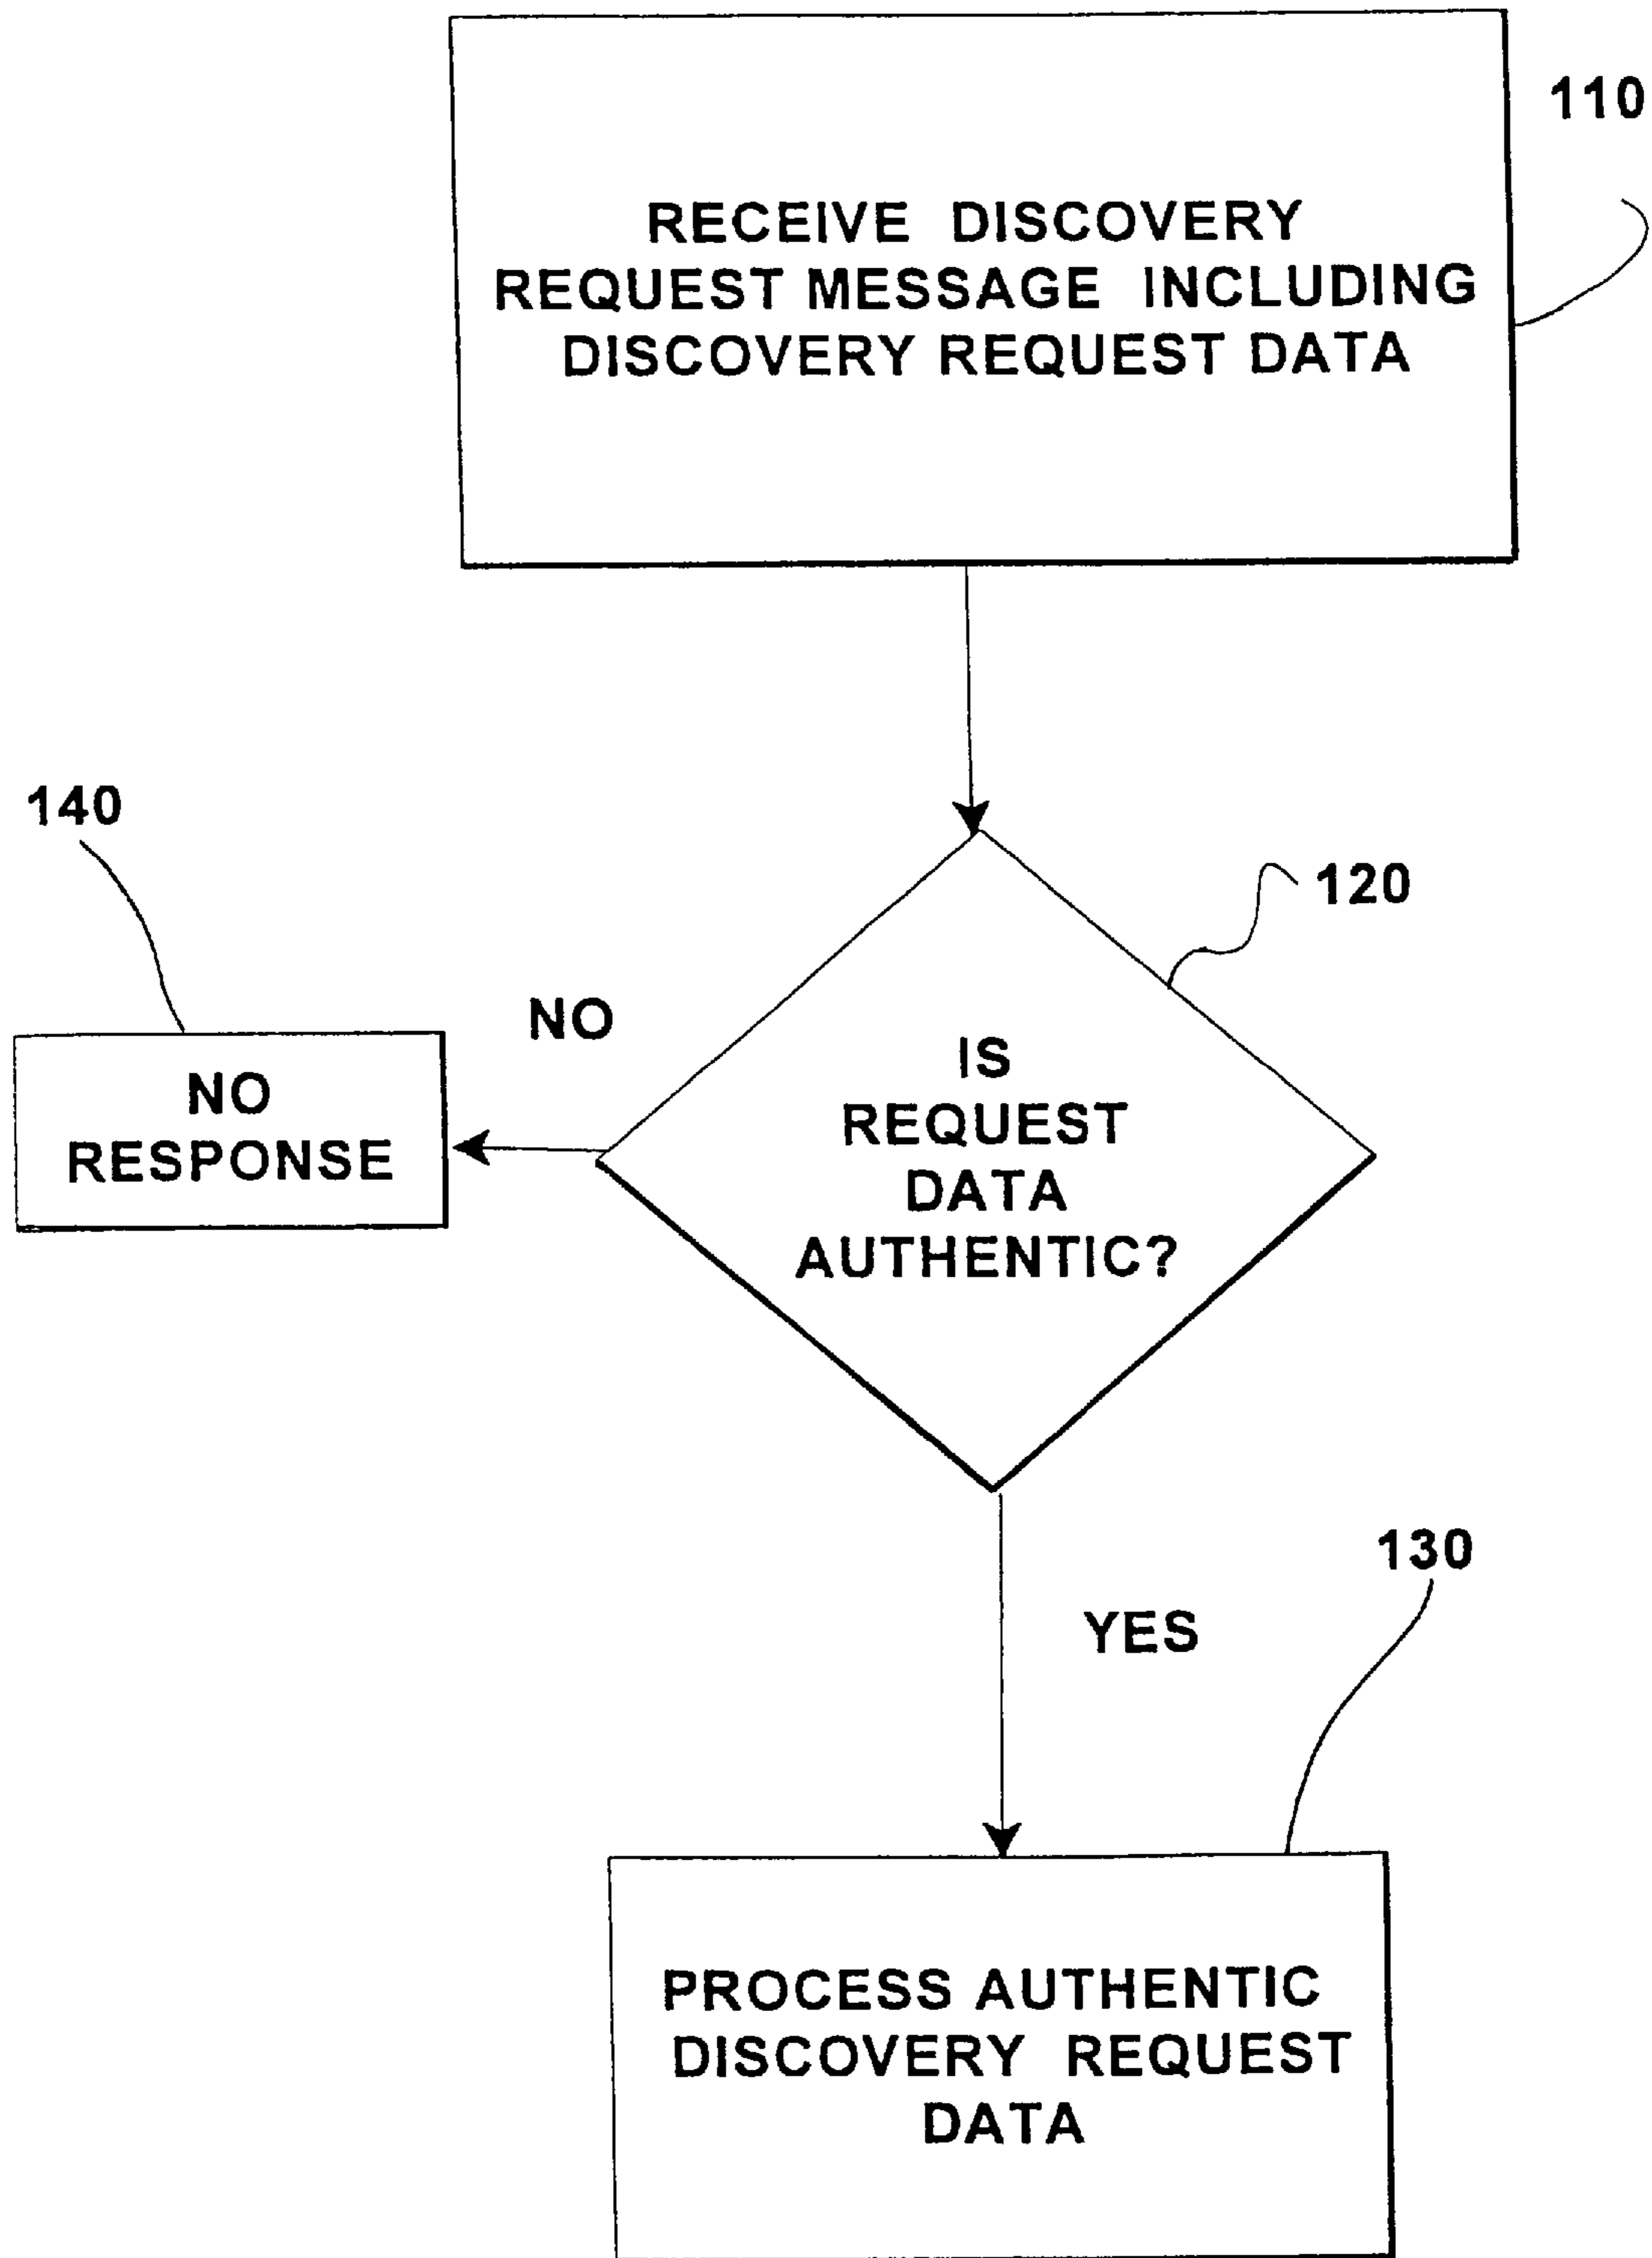 110
RECEIVE DISCOVERY
REQUEST MESSAGE INCLUDING
DISCOVERY REQUEST DATA
140
120
NO
IS
REQUEST
DATA
AUTHENTIC?
NO
RESPONSE
130
YES
PROCESS AUTHENTIC
DISCOVERY REQUEST
DATA